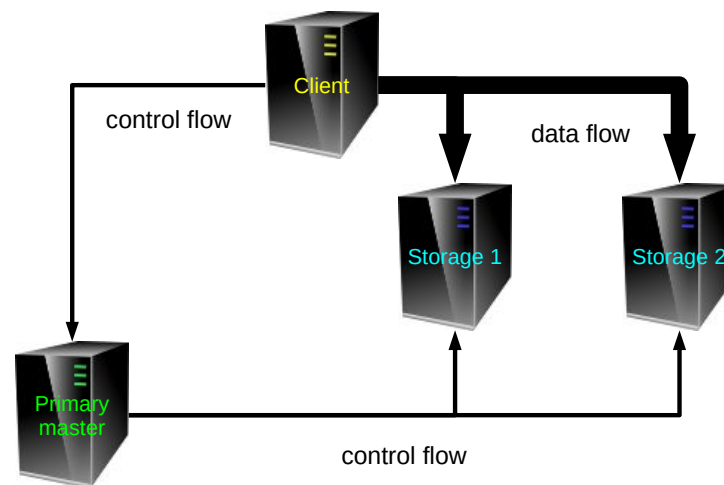 Client
control flow
data flow
Storage 1
Storage 2
Primary
master
control flow